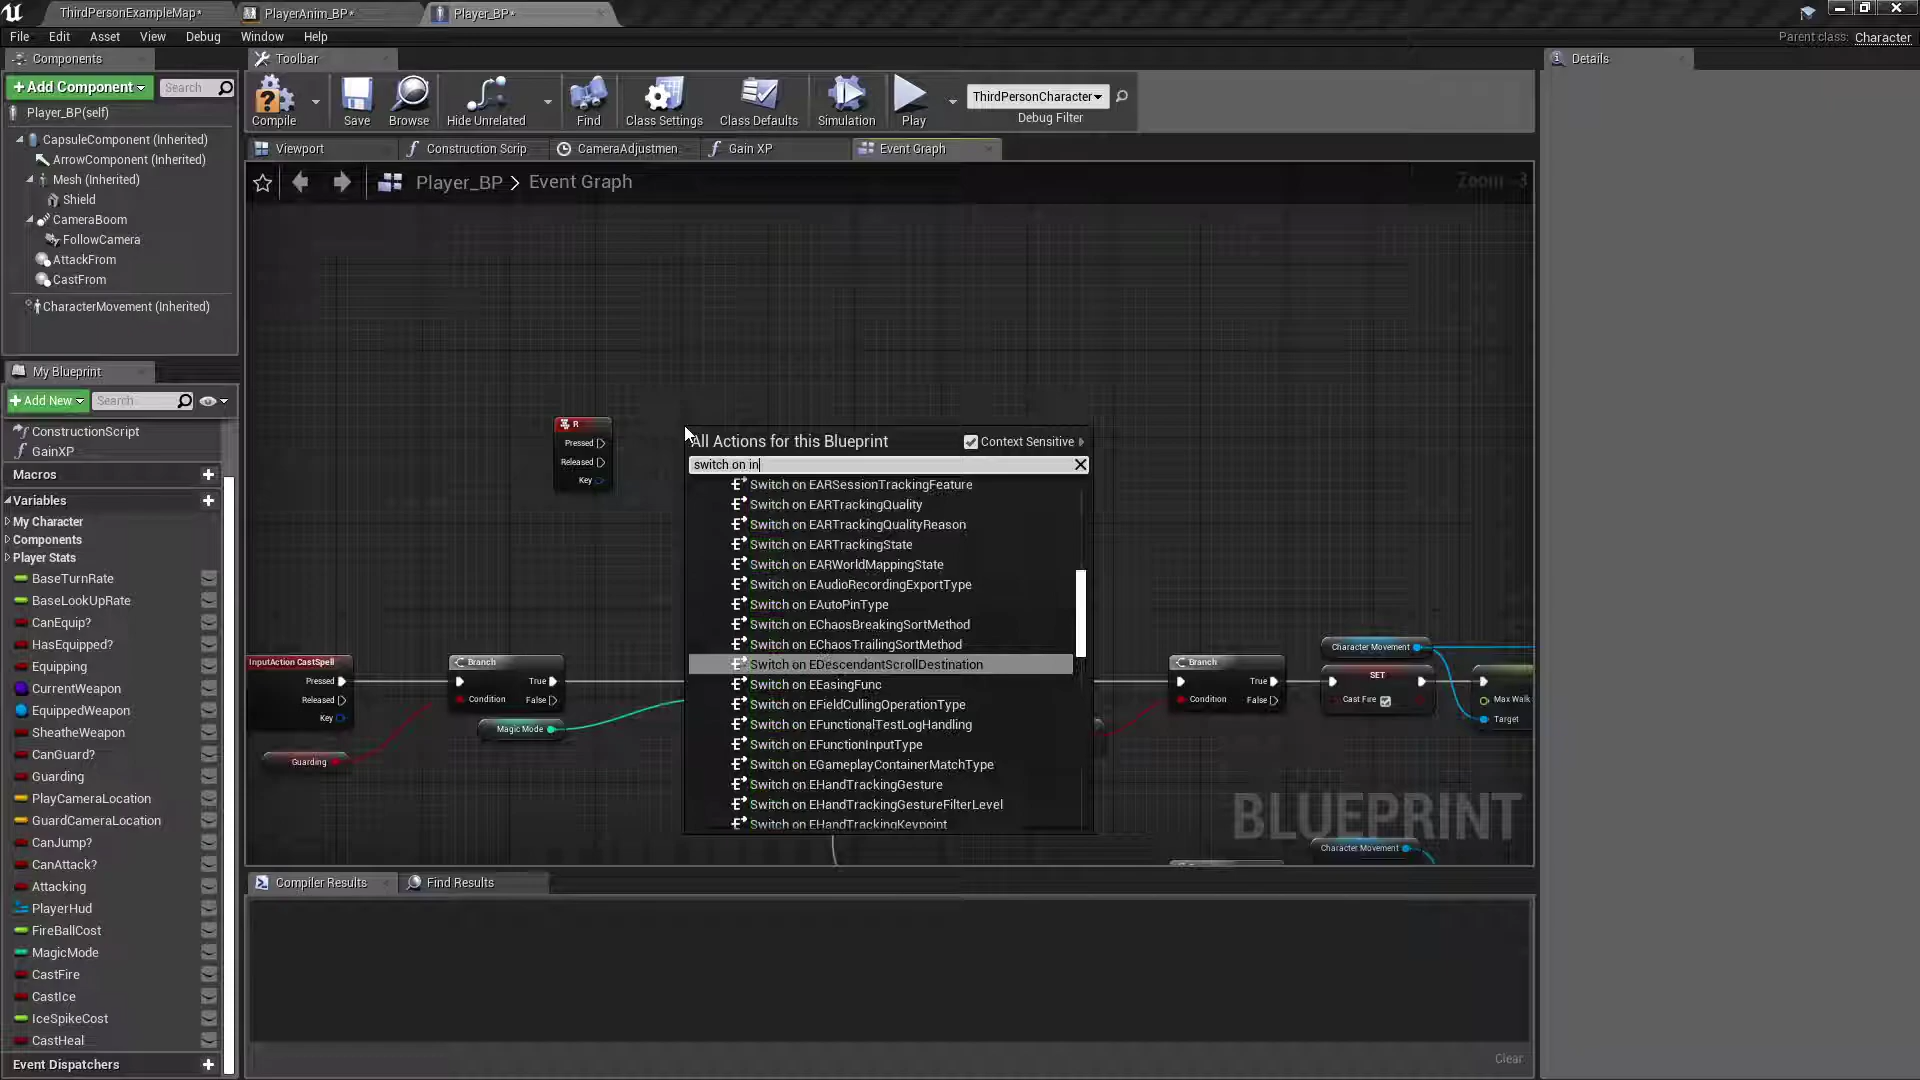 ThirdPersonExampleMap*
PlayerAnim_BP*
Player_BP*
File Edit Asset View Debug Window Help
Parent class: Character
Components
Toolbar
Details
+Add Component
Search
Compile
Save
Browse
Hide Unrelated
Find
Class Settings
Class Defaults
Simulation
Play
ThirdPersonCharacter
Debug Filter
Player_BP(self)
CapsuleComponent (Inherited)
ArrowComponent (Inherited)
Mesh (Inherited)
Shield
CameraBoom
FollowCamera
AttackFrom
CastFrom
CharacterMovement (Inherited)
Viewport
Construction Scrip
CameraAdjustmen
Gain XP
Event Graph
Player_BP > Event Graph
Zoom -3
My Blueprint
+Add New
Search
ConstructionScript
GainXP
Macros
Variables
My Character
Components
Player Stats
BaseTurnRate
BaseLookUpRate
CanEquip?
HasEquipped?
Equipping
CurrentWeapon
EquippedWeapon
SheatheWeapon
CanGuard?
Guarding
PlayCameraLocation
GuardCameraLocation
CanJump?
CanAttack?
Attacking
PlayerHud
FireBallCost
MagicMode
CastFire
CastIce
IceSpikeCost
CastHeal
Event Dispatchers
R
Pressed
Released
Key
All Actions for this Blueprint
Context Sensitive
switch on in
Switch on EARSessionTrackingFeature
Switch on EARTrackingQuality
Switch on EARTrackingQualityReason
Switch on EARTrackingState
Switch on EARWorldMappingState
Switch on EAudioRecordingExportType
Switch on EAutoPinType
Switch on EChaosBreakingSortMethod
Switch on EChaosTrailingSortMethod
Switch on EDescendantScrollDestination
Switch on EEasingFunc
Switch on EFieldCullingOperationType
Switch on EFunctionalTestLogHandling
Switch on EFunctionInputType
Switch on EGameplayContainerMatchType
Switch on EHandTrackingGesture
Switch on EHandTrackingGestureFilterLevel
Switch on EHandTrackingKeypoint
InputAction CastSpell
Pressed
Released
Key
Guarding
Branch
True
Condition
False
Magic Mode
Branch
True
Condition
False
Character Movement
SET
Cast Fire
Max Walk
Target
Character Movement
BLUEPRINT
Compiler Results
Find Results
Clear